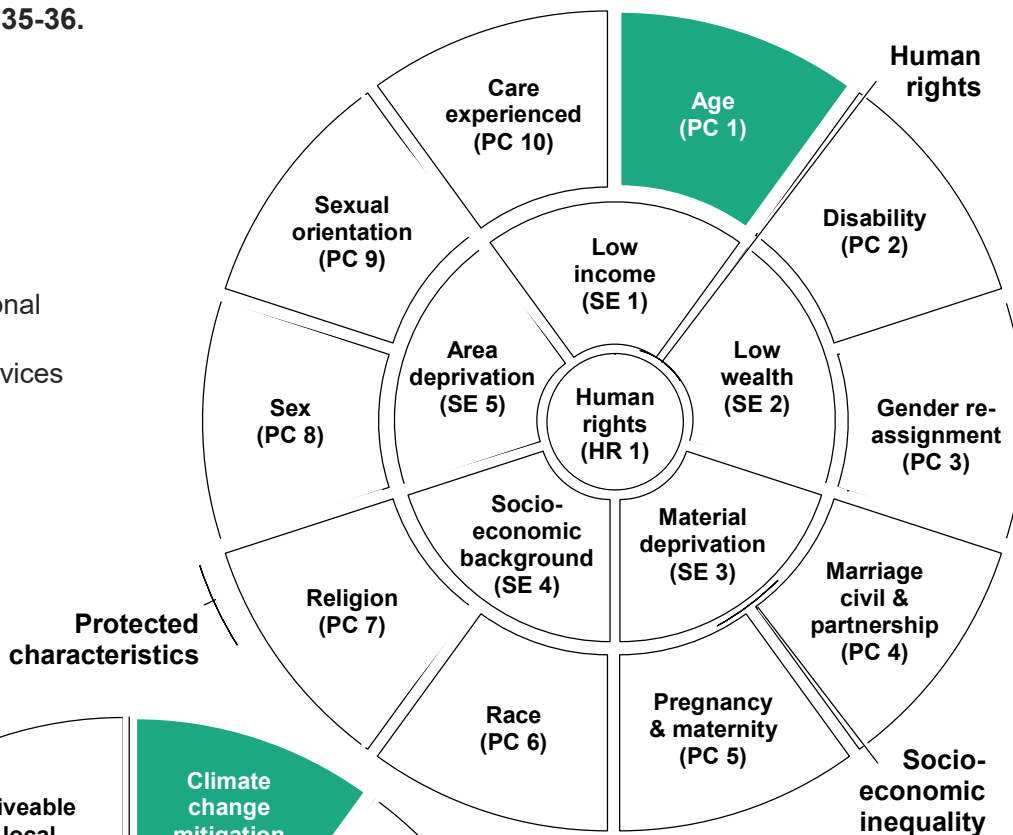 35-36.
Human
rights
Care
experienced
(PC 10)
Age
(PC 1)
Sexual
orientation
(PC 9)
Disability
(PC 2)
Low
income
(SE 1)
Area
deprivation
(SE 5)
Low
wealth
(SE 2)
Human
rights
(HR 1)
Sex
(PC 8)
Gender re-
assignment
(PC 3)
Socio-
economic
background
(SE 4)
Material
deprivation
(SE 3)
Religion
(PC 7)
Marriage
civil &
partnership
(PC 4)
Protected
characteristics
Race
(PC 6)
Pregnancy
& maternity
(PC 5)
Socio-
economic
inequality
Climate
change
mitigation
local